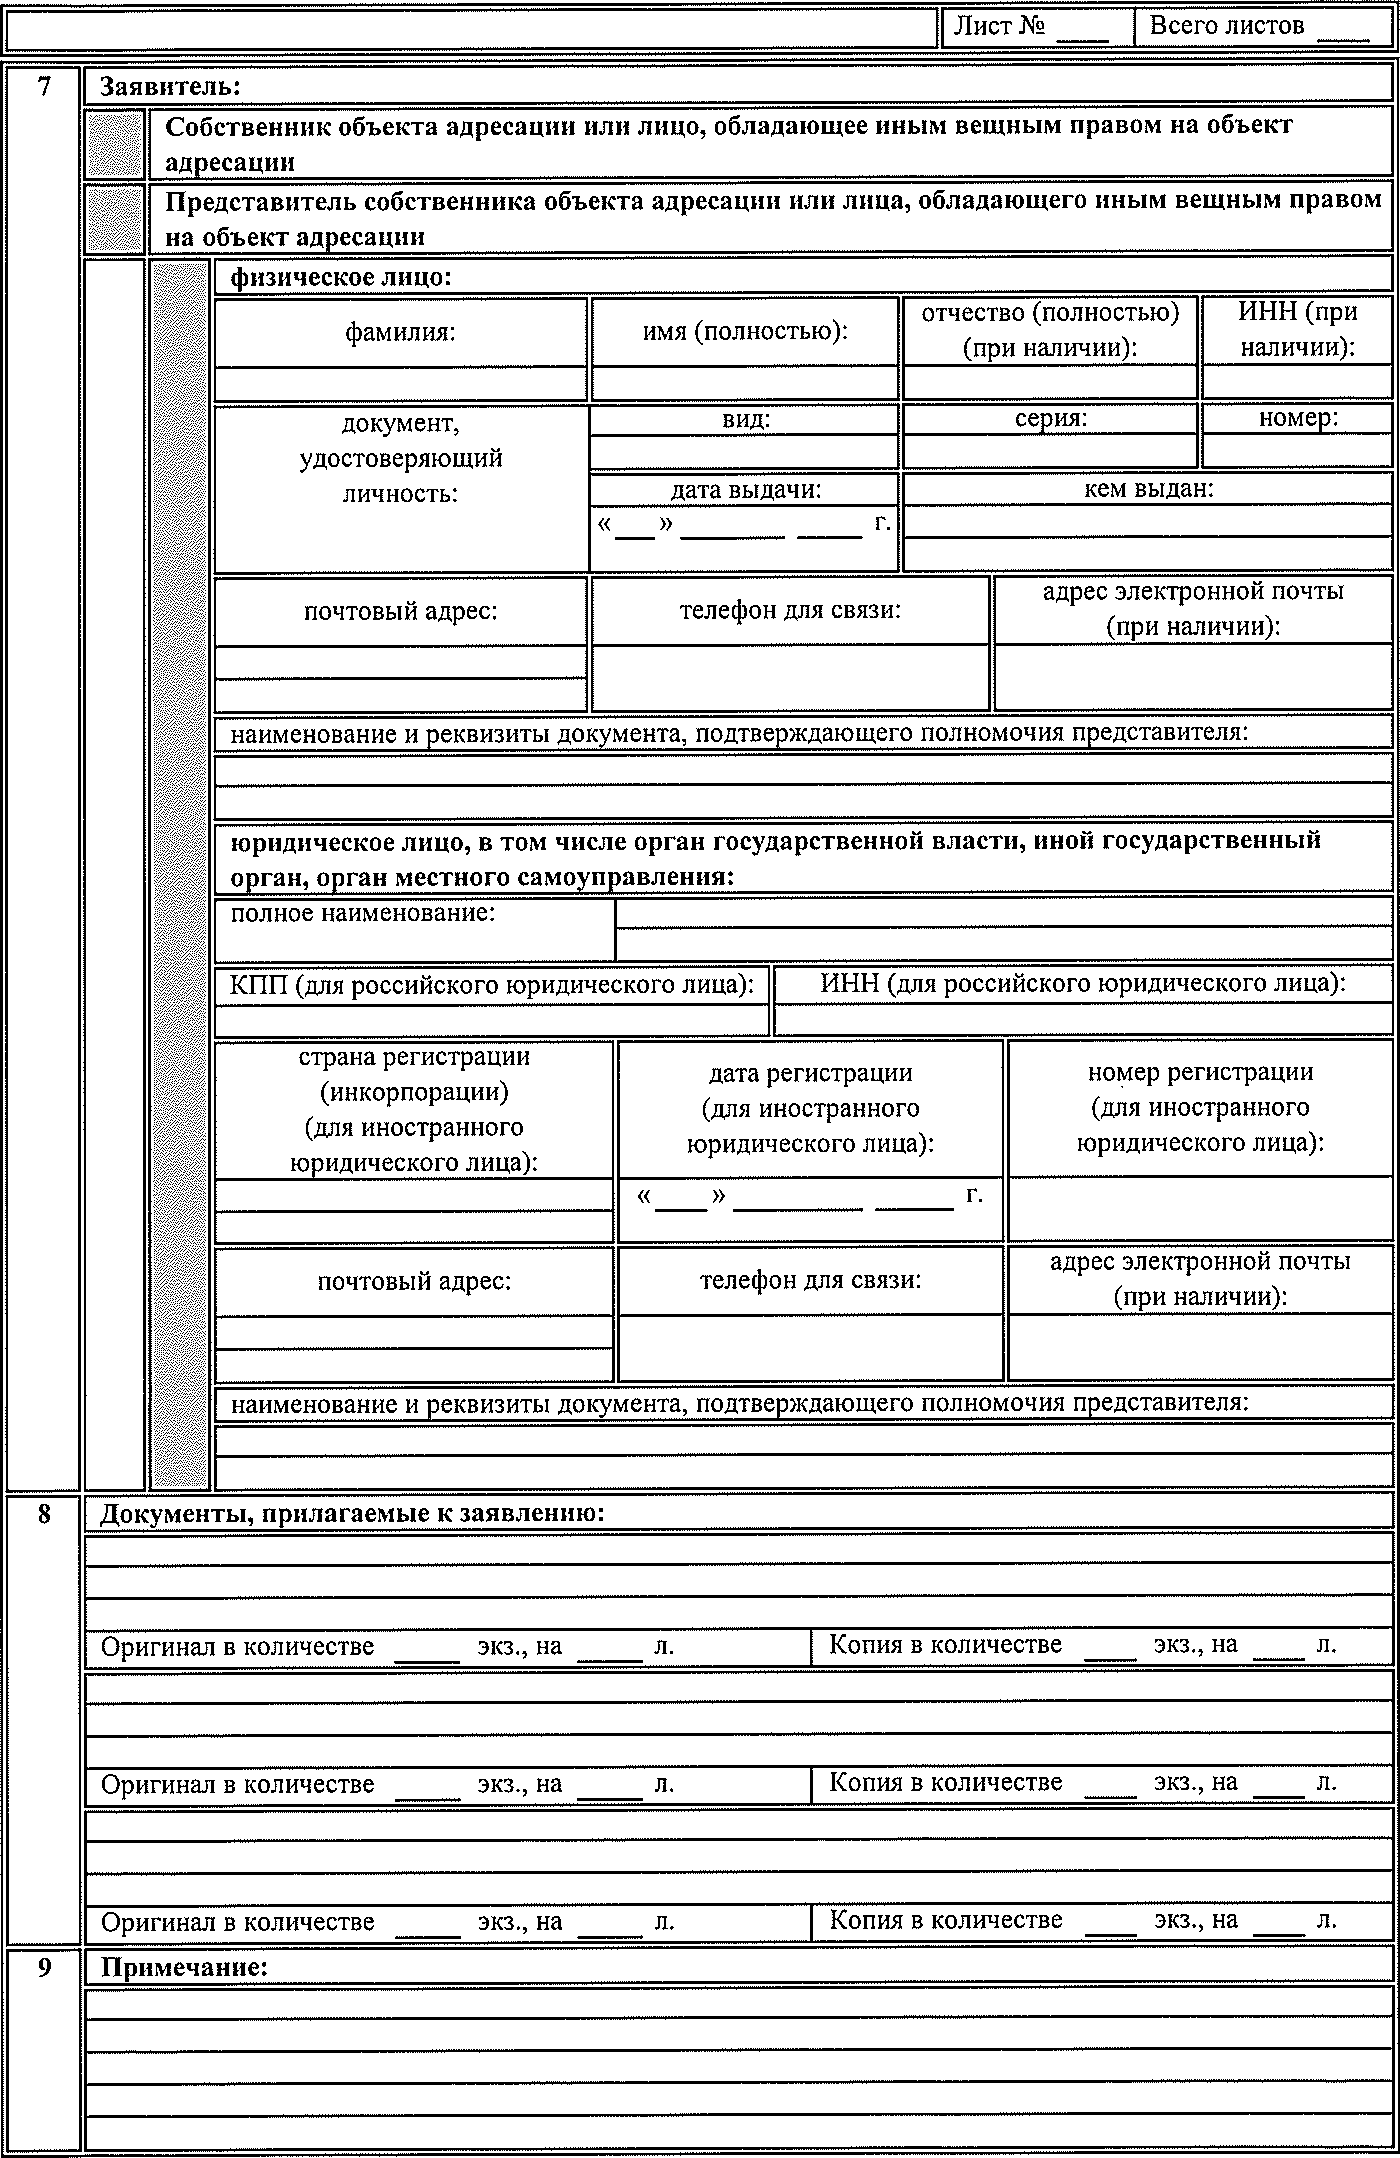 Лист № ____ Всего листов ____
7 Заявитель:
Собственник объекта адресации или лицо, обладающее иным вещным правом на объект
адресации
Представитель собственника объекта адресации или лица, обладающего иным вещным правом
на объект адресации
физическое лицо:
фамилия: имя (полностью): отчество (полностью) (при наличии): ИНН (при наличии):
документ,
удостоверяющий
личность:
вид: серия: номер:
дата выдачи: кем выдан:
«___» ________ _____ г.
почтовый адрес: телефон для связи: адрес электронной почты
(при наличии):
наименование и реквизиты документа, подтверждающего полномочия представителя:
юридическое лицо, в том числе орган государственной власти, иной государственный
орган, орган местного самоуправления:
полное наименование:
КПП (для российского юридического лица): ИНН (для российского юридического лица):
страна регистрации
(инкорпорации)
(для иностранного
юридического лица):
дата регистрации
(для иностранного
юридического лица):
номер регистрации
(для иностранного
юридического лица):
«____» __________ ______ г.
почтовый адрес: телефон для связи: адрес электронной почты
(при наличии):
наименование и реквизиты документа, подтверждающего полномочия представителя:
8 Документы, прилагаемые к заявлению:
Оригинал в количестве _____ экз., на _____ л. Копия в количестве ____ экз., на ____ л.
Оригинал в количестве _____ экз., на _____ л. Копия в количестве ____ экз., на ____ л.
Оригинал в количестве _____ экз., на _____ л. Копия в количестве ____ экз., на ____ л.
9 Примечание: